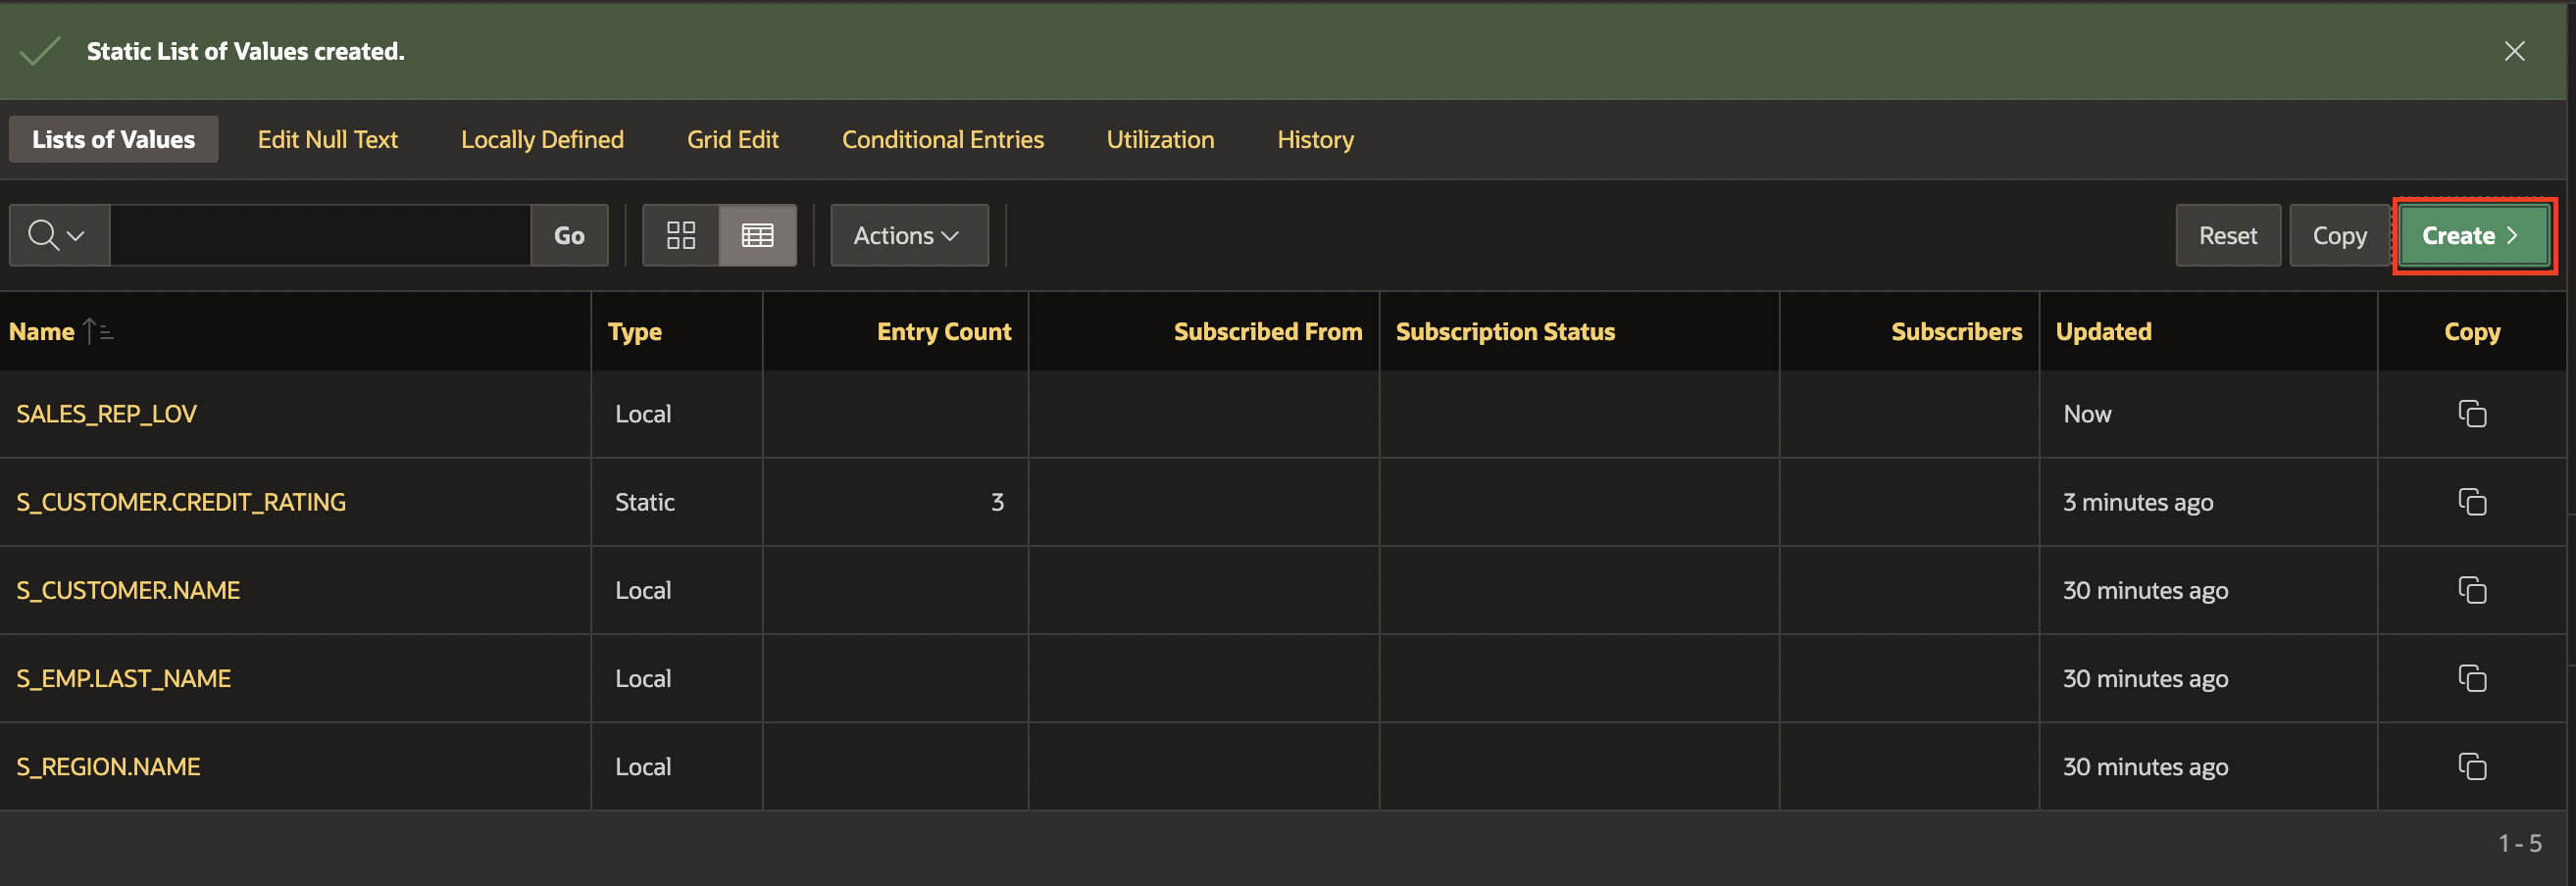 Static List of Values created.
Lists of Values Edit Null Text Locally Defined Grid Edit Conditional Entries Utilization History
Go Actions Reset Copy Create
Name Type Entry Count Subscribed From Subscription Status Subscribers Updated Copy
SALES_REP_LOV Local Now
S_CUSTOMER.CREDIT_RATING Static 3 3 minutes ago
S_CUSTOMER.NAME Local 30 minutes ago
S_EMP.LAST_NAME Local 30 minutes ago
S_REGION.NAME Local 30 minutes ago
1 - 5